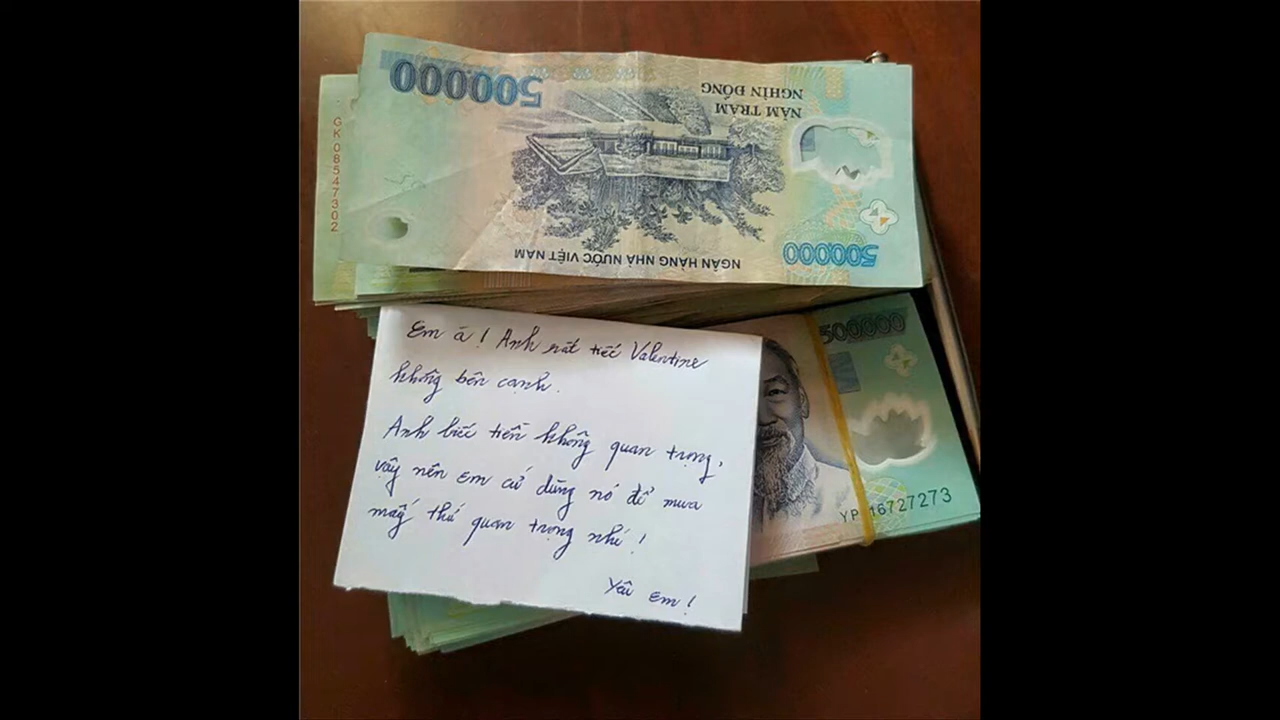 500000
NĂM TRĂM
NGHÌN ĐỒNG
GK 08547302
NGÂN HÀNG NHÀ NƯỚC VIỆT NAM
500000
Em à! Anh rất tiếc Valentine
không bên cạnh.
Anh biết tiền không quan trọng,
vậy nên em cứ dùng nó để mua
mấy thứ quan trọng nhé!
Yêu em!
500000
YP 16727273